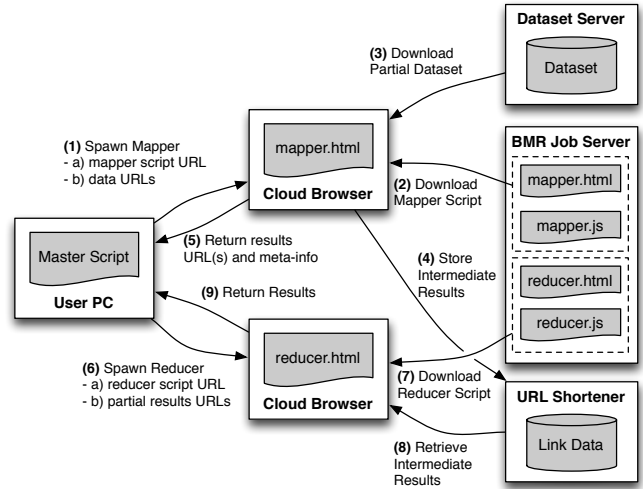 Dataset Server
Dataset
(3) Download
Partial Dataset
(1) Spawn Mapper
- a) mapper script URL
- b) data URLs
mapper.html
Cloud Browser
BMR Job Server
mapper.html
mapper.js
reducer.html
reducer.js
(2) Download
Mapper Script
(5) Return results
URL(s) and meta-info
(4) Store
Intermediate
Results
Master Script
User PC
(9) Return Results
(6) Spawn Reducer
- a) reducer script URL
- b) partial results URLs
reducer.html
Cloud Browser
(7) Download
Reducer Script
URL Shortener
Link Data
(8) Retrieve
Intermediate
Results